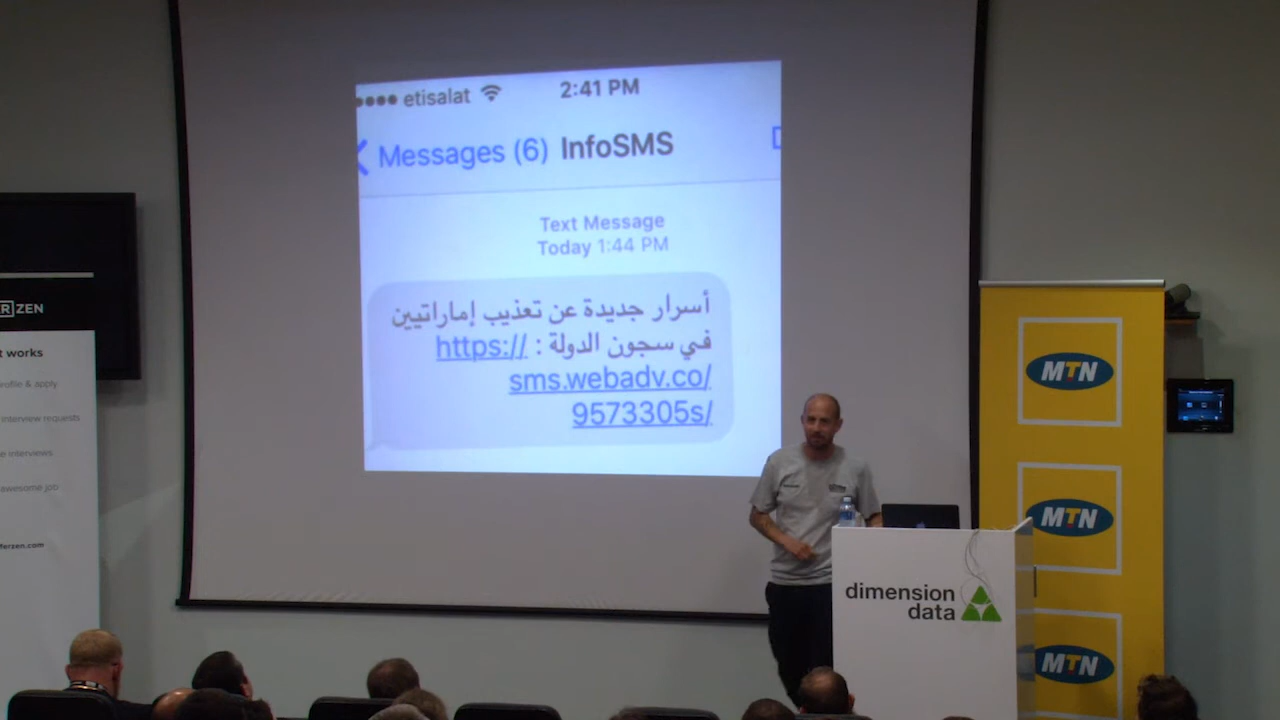 etisalat 2:41 PM
Messages (6) InfoSMS
Text Message
Today 1:44 PM
أسرار جديدة عن تعذيب إماراتيين
في سجون الدولة : https://
sms.webadv.co/
9573305s/
ZEN
works
profile & apply
interview requests
interviews
awesome job
MTN
MTN
MTN
dimension
data